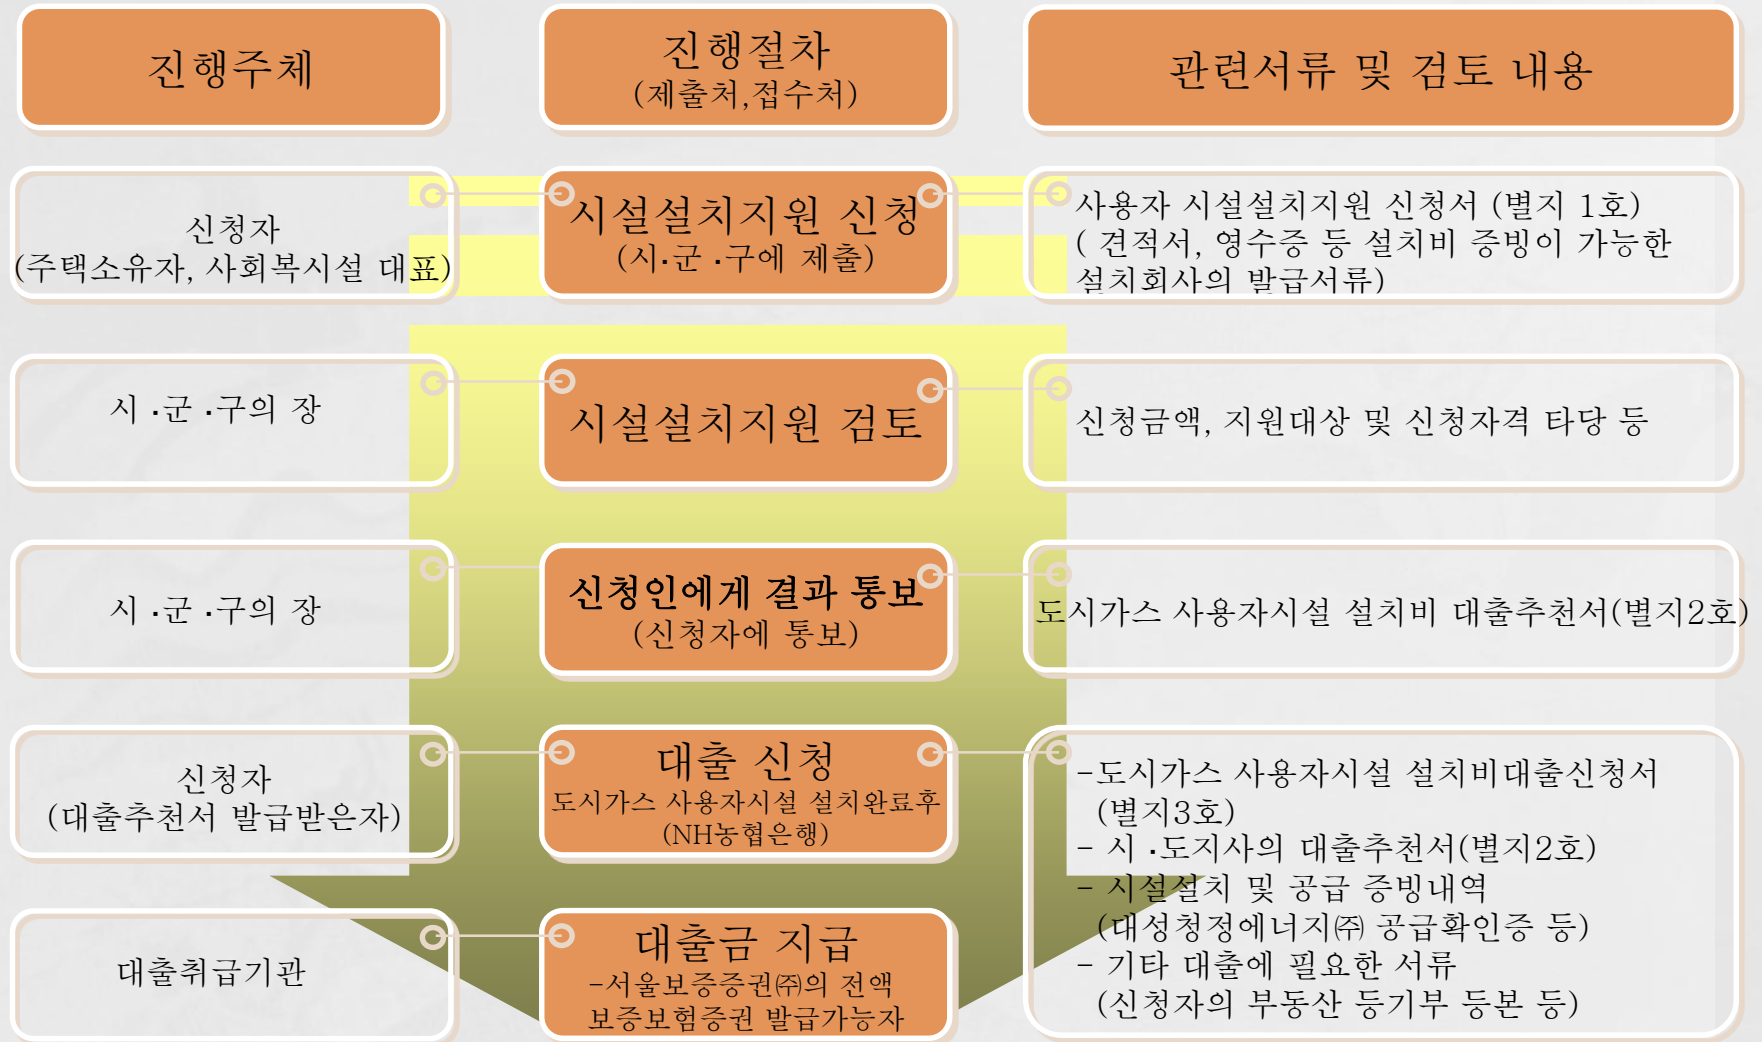 진행주체
진행절차
(제출처,접수처)
관련서류 및 검토 내용
신청자
(주택소유자, 사회복시설 대표)
시설설치지원 신청
(시·군 ·구에 제출)
사용자 시설설치지원 신청서 (별지 1호)
( 견적서, 영수증 등 설치비 증빙이 가능한
설치회사의 발급서류)
시 ·군 ·구의 장
시설설치지원 검토
신청금액, 지원대상 및 신청자격 타당 등
시 ·군 ·구의 장
신청인에게 결과 통보
(신청자에 통보)
도시가스 사용자시설 설치비 대출추천서(별지2호)
신청자
(대출추천서 발급받은자)
대출 신청
도시가스 사용자시설 설치완료후
(NH농협은행)
-도시가스 사용자시설 설치비대출신청서
(별지3호)
- 시 ·도지사의 대출추천서(별지2호)
- 시설설치 및 공급 증빙내역
(대성청정에너지㈜ 공급확인증 등)
- 기타 대출에 필요한 서류
(신청자의 부동산 등기부 등본 등)
대출취급기관
대출금 지급
-서울보증증권㈜의 전액
보증보험증권 발급가능자